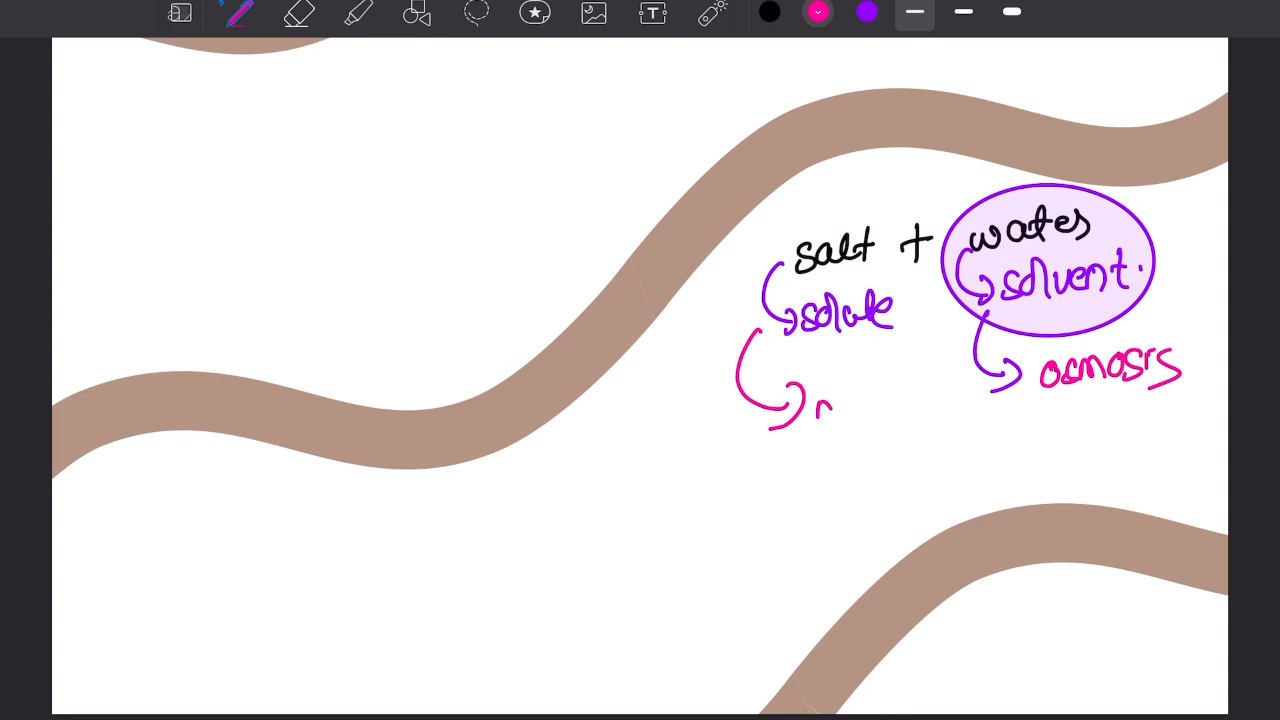 salt + water
solute
solvent.
osmosis